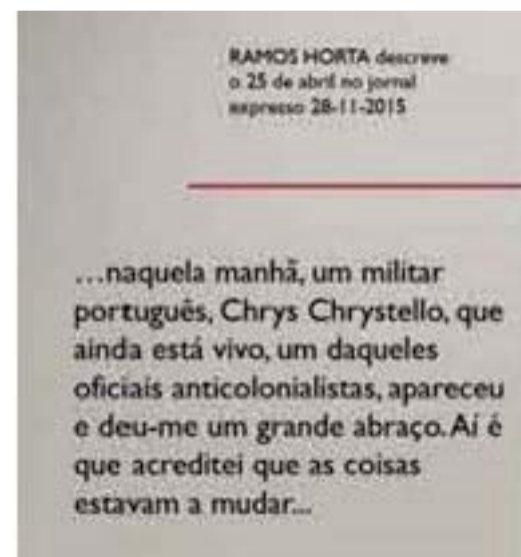 RAMOS HORTA descreve
o 25 de abril no jornal
expresso 28-11-2015
...naquela manhã, um militar
português, Chrys Chrystello, que
ainda está vivo, um daqueles
oficiais anticolonialistas, apareceu
e deu-me um grande abraço. Aí é
que acreditei que as coisas
estavam a mudar...